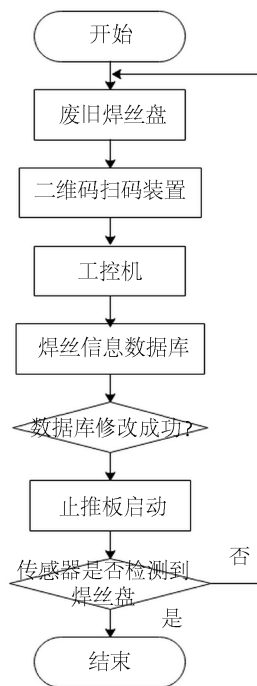 开始
废旧焊丝盘
二维码扫码装置
工控机
焊丝信息数据库
数据库修改成功?
止推板启动
传感器是否检测到
焊丝盘
否
是
结束